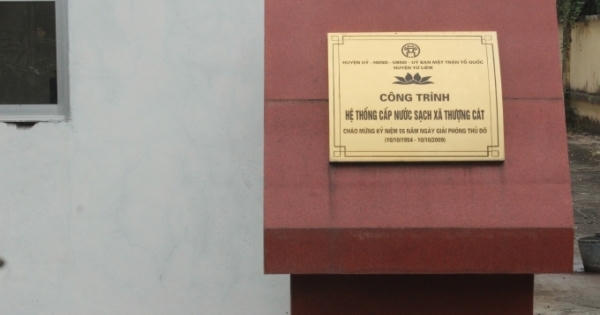 HUYỆN ỦY - HĐND - UBND - ỦY BAN MẶT TRẬN TỔ QUỐC
HUYỆN TỪ LIÊM
CÔNG TRÌNH
HỆ THỐNG CẤP NƯỚC SẠCH XÃ THƯỢNG CÁT
CHÀO MỪNG KỶ NIỆM 55 NĂM NGÀY GIẢI PHÓNG THỦ ĐÔ
(10/10/1954 - 10/10/2009)